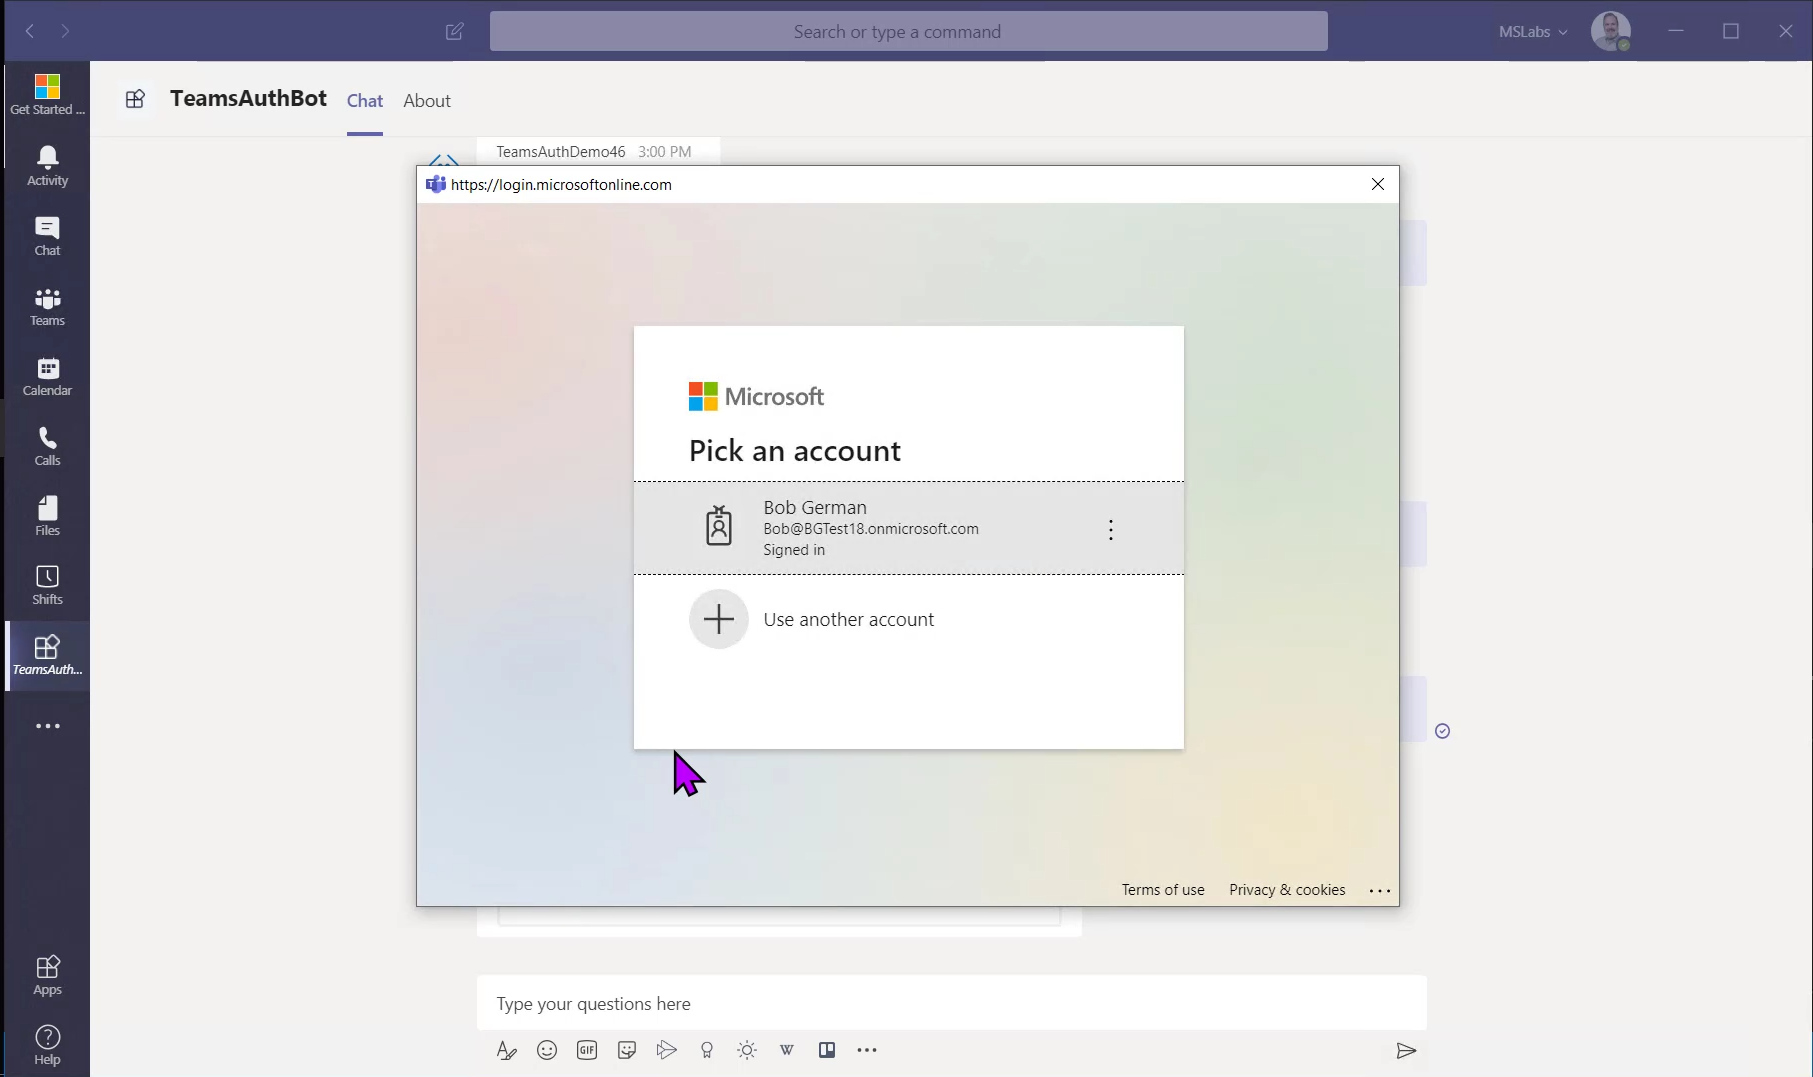 Search or type a command
MSLabs
Get Started ...
TeamsAuthBot
Chat
About
Activity
TeamsAuthDemo46 3:00 PM
https://login.microsoftonline.com
Chat
Teams
Calendar
Calls
Files
Shifts
TeamsAuth...
Microsoft
Pick an account
Bob German
Bob@BGTest18.onmicrosoft.com
Signed in
Use another account
Terms of use
Privacy & cookies
Apps
Help
Type your questions here
GIF
W